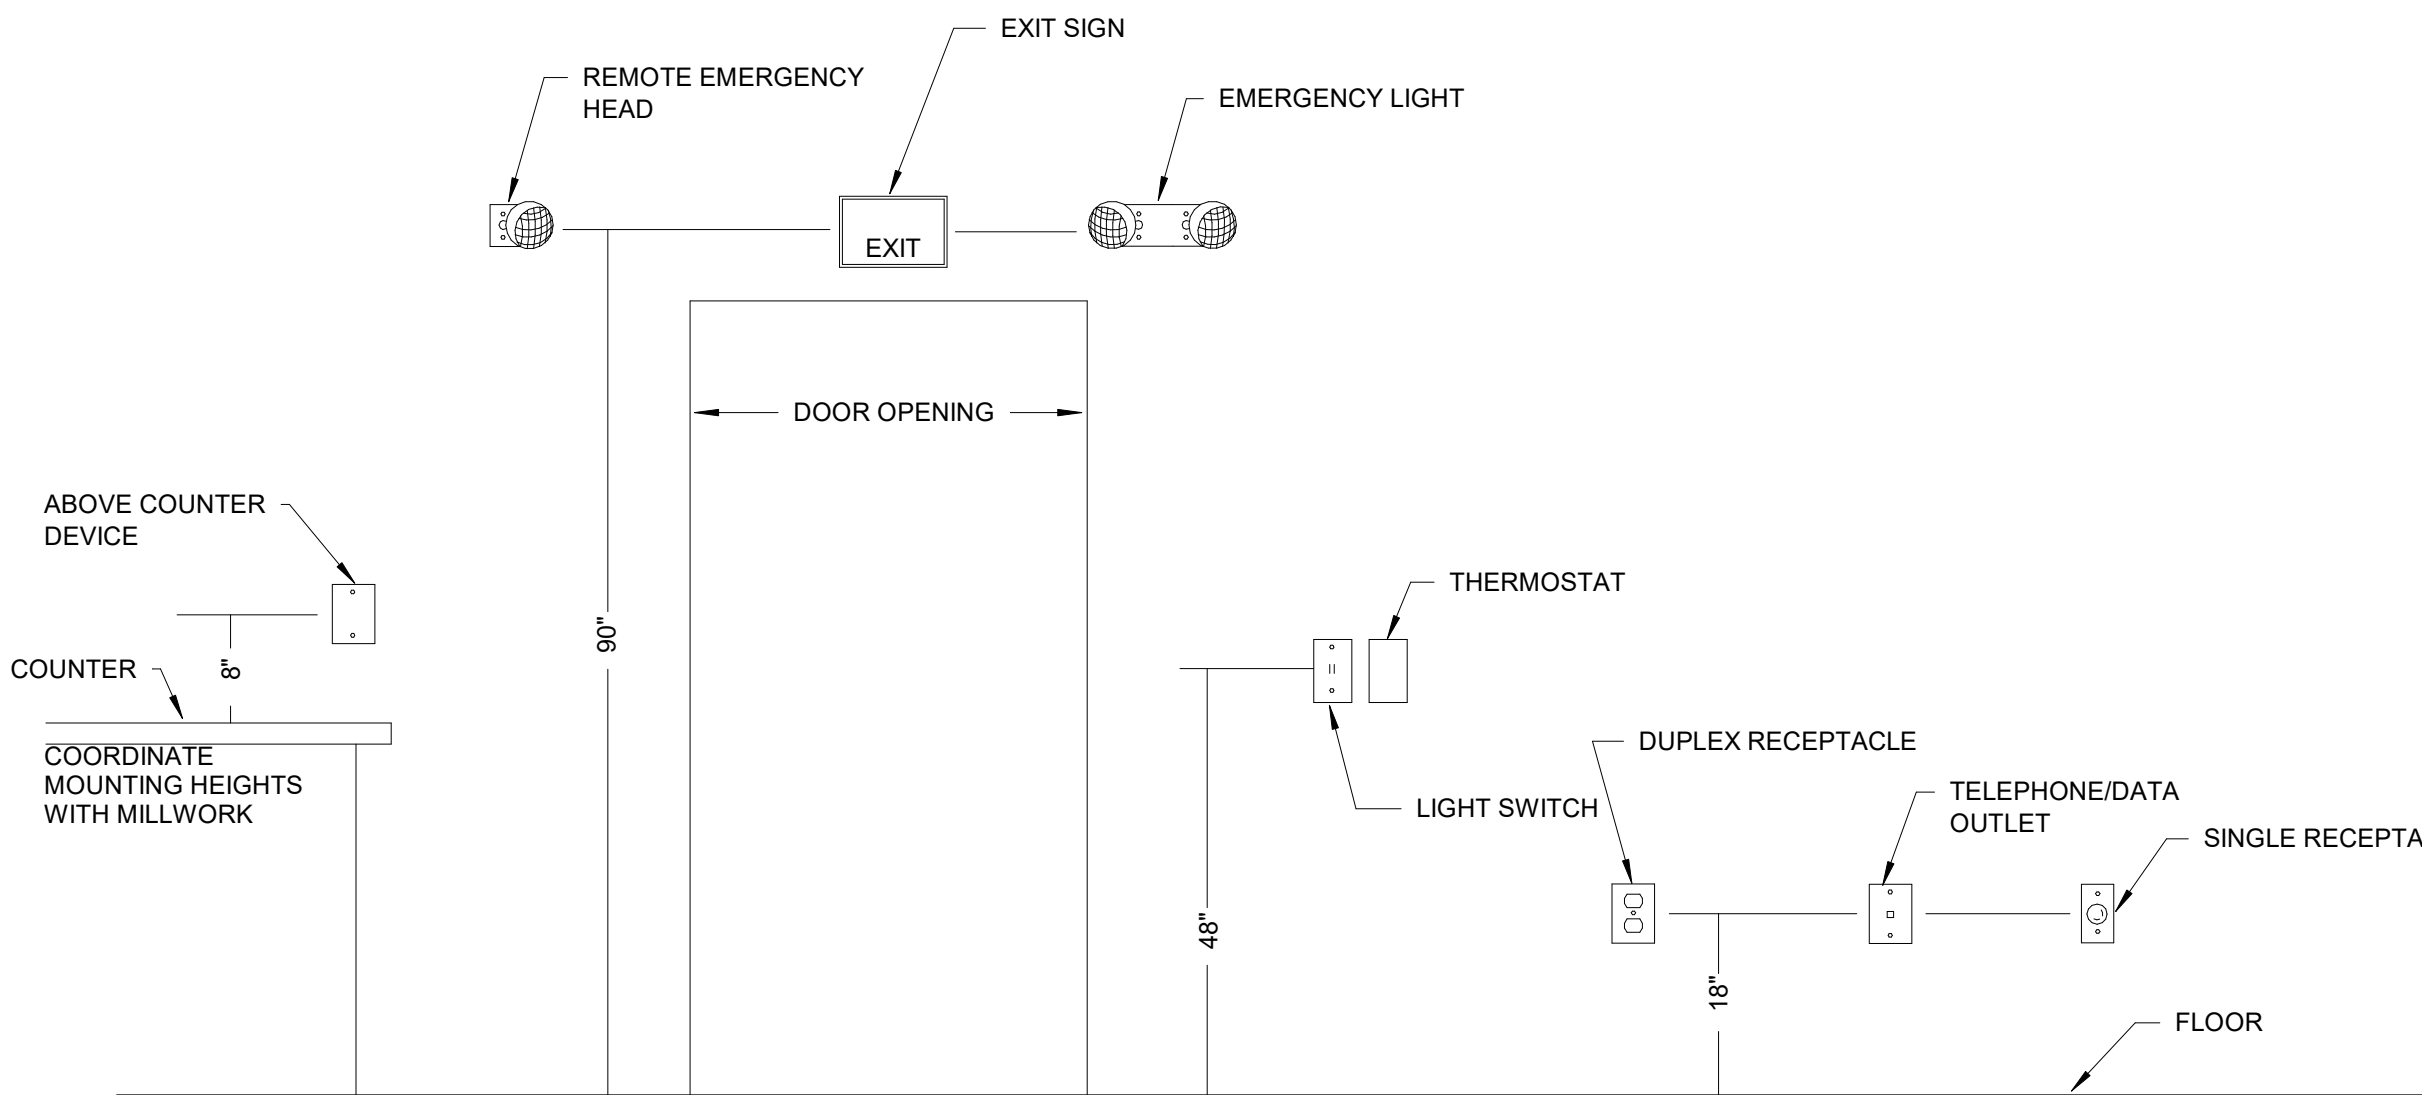 EXIT SIGN
REMOTE EMERGENCY
HEAD
EMERGENCY LIGHT
EXIT
DOOR OPENING
ABOVE COUNTER
DEVICE
THERMOSTAT
90"
8"
COUNTER
COORDINATE
MOUNTING HEIGHTS
WITH MILLWORK
DUPLEX RECEPTACLE
LIGHT SWITCH
TELEPHONE/DATA
OUTLET
SINGLE RECEPTA
48"
18"
FLOOR